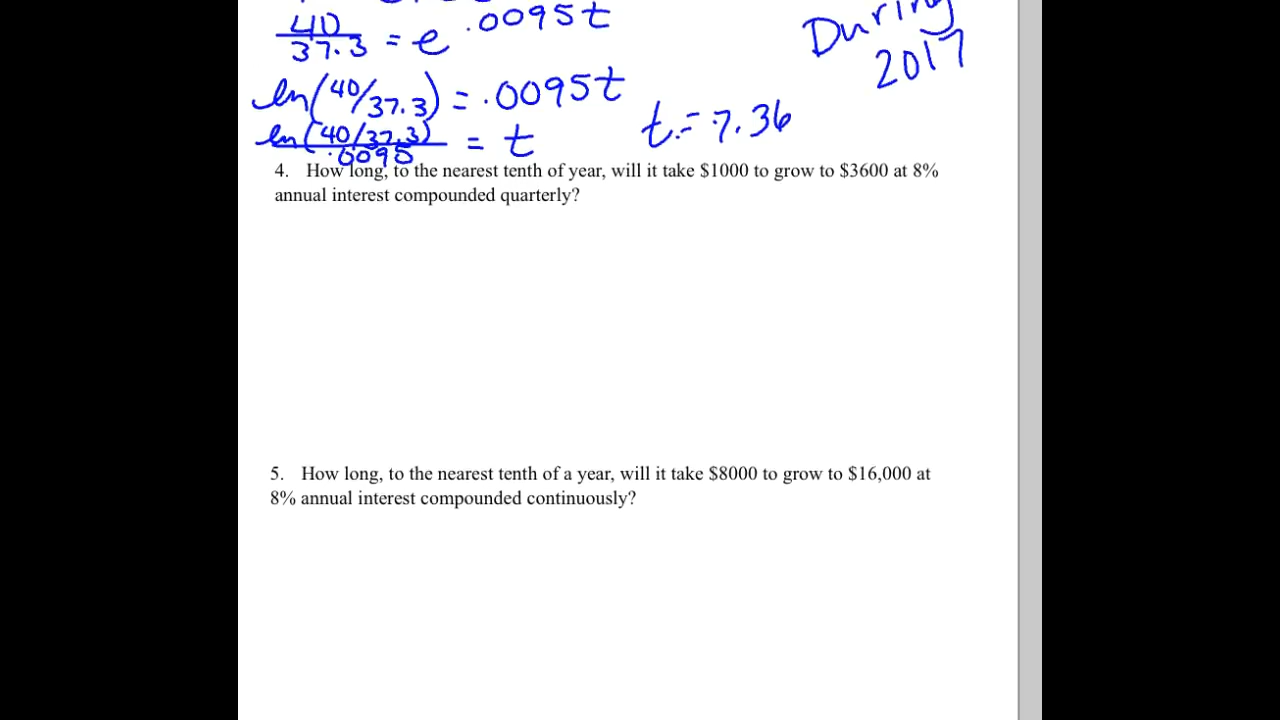 40/37.3 = e^.0095t
During
2017
ln(40/37.3) = .0095t
ln(40/37.3)/.0095 = t
t = 7.36
4. How long, to the nearest tenth of year, will it take $1000 to grow to $3600 at 8%
annual interest compounded quarterly?
5. How long, to the nearest tenth of a year, will it take $8000 to grow to $16,000 at
8% annual interest compounded continuously?